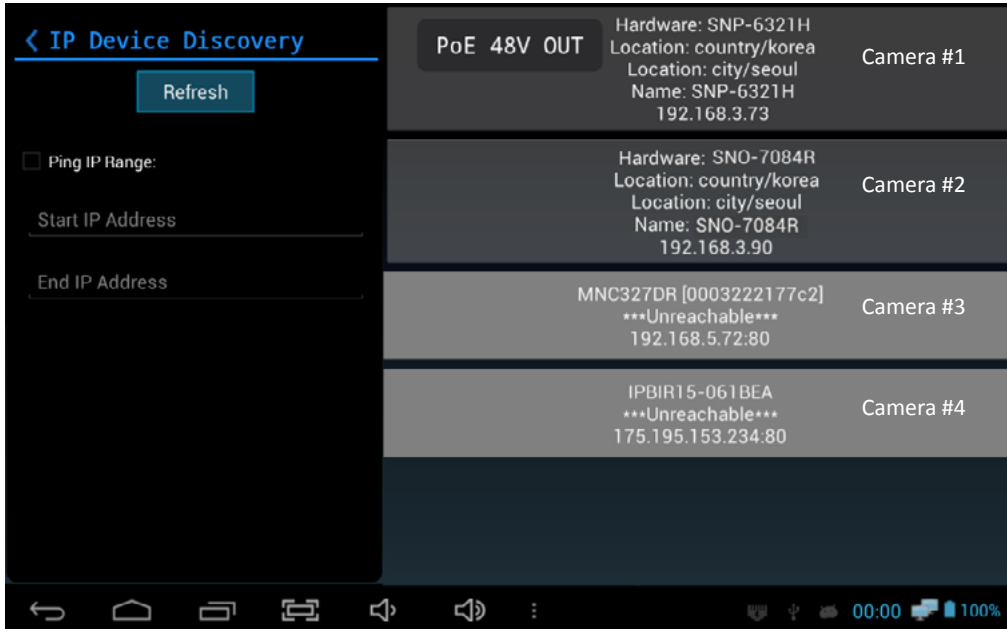 IP Device Discovery
Refresh
Ping IP Range:
Start IP Address
End IP Address
PoE 48V OUT
Hardware: SNP-6321H
Location: country/korea
Location: city/seoul
Name: SNP-6321H
192.168.3.73
Camera #1
Hardware: SNO-7084R
Location: country/korea
Location: city/seoul
Name: SNO-7084R
192.168.3.90
Camera #2
MNC327DR [0003222177c2]
***Unreachable***
192.168.5.72:80
Camera #3
IPBIR15-061BEA
***Unreachable***
175.195.153.234:80
Camera #4
00:00 100%